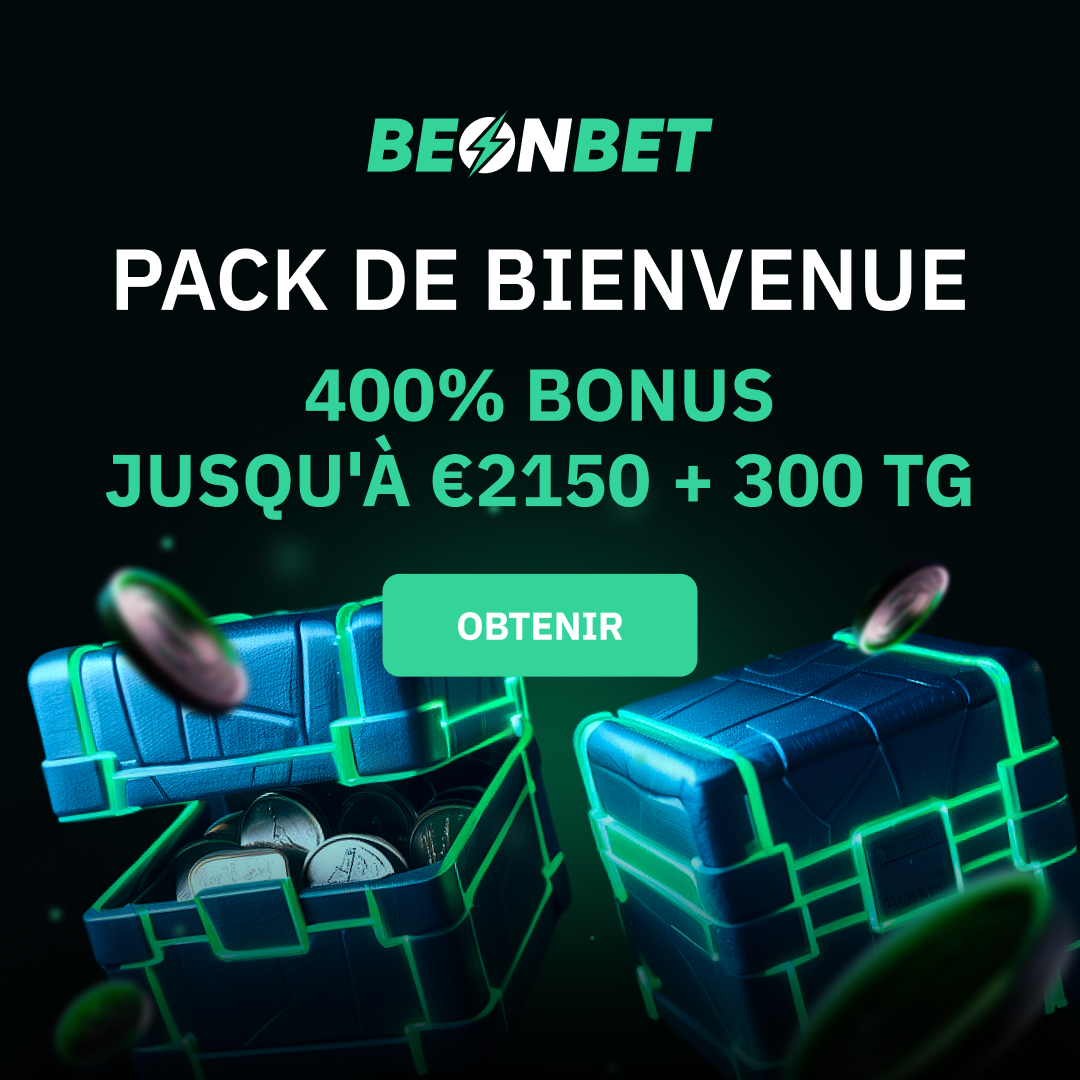 BEONBET
PACK DE BIENVENUE
400% BONUS
JUSQU'À €2150 + 300 TG
OBTENIR